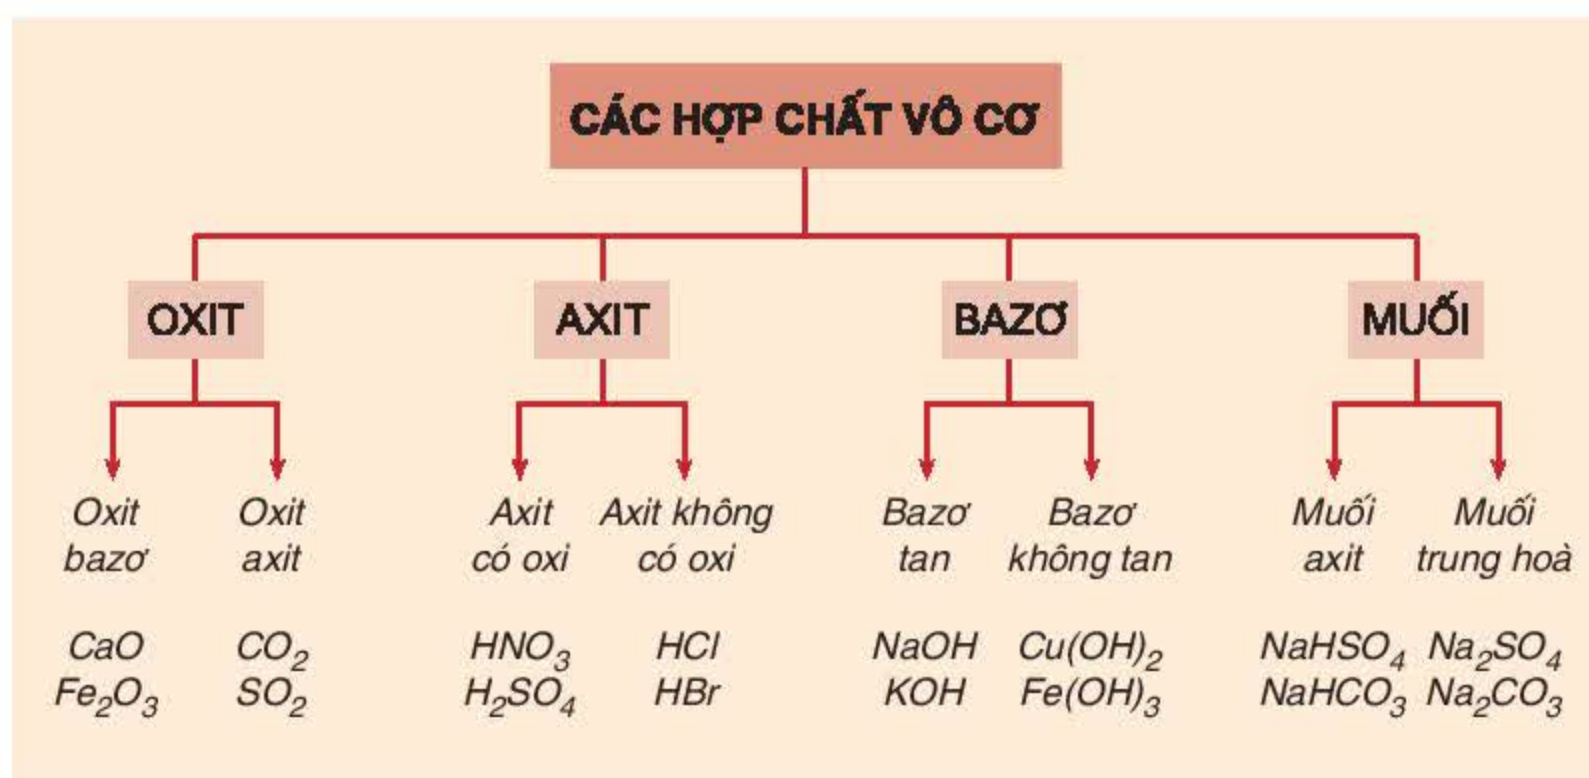 CÁC HỢP CHẤT VÔ CƠ
OXIT
AXIT
BAZƠ
MUỐI
Oxit
bazơ
Oxit
axit
Axit
có oxi
Axit không
có oxi
Bazơ
tan
Bazơ
không tan
Muối
axit
Muối
trung hoà
CaO
Fe₂O₃
CO₂
SO₂
HNO₃
H₂SO₄
HCl
HBr
NaOH
KOH
Cu(OH)₂
Fe(OH)₃
NaHSO₄
NaHCO₃
Na₂SO₄
Na₂CO₃